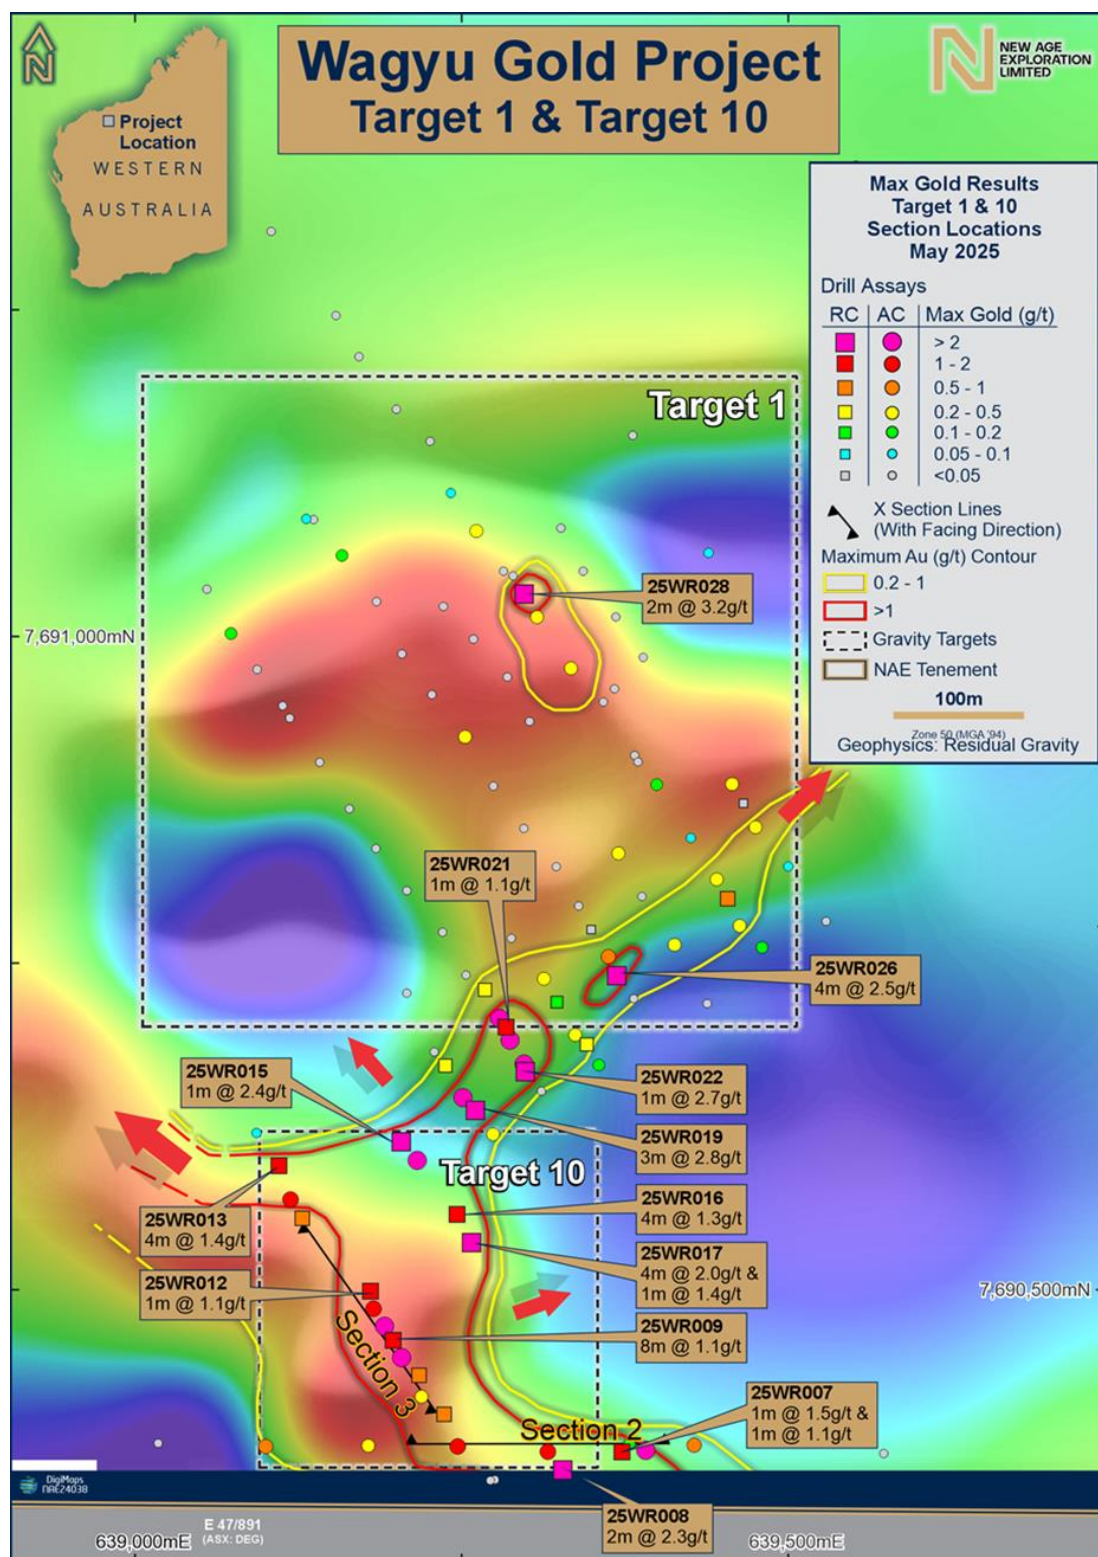 Wagyu Gold Project
Target 1 & Target 10
N
NEW AGE
EXPLORATION
LIMITED
N
Project
Location
WESTERN
AUSTRALIA
Max Gold Results
Target 1 & 10
Section Locations
May 2025
Drill Assays
RC AC Max Gold (g/t)
> 2
1 - 2
0.5 - 1
0.2 - 0.5
0.1 - 0.2
0.05 - 0.1
<0.05
X Section Lines
(With Facing Direction)
Maximum Au (g/t) Contour
0.2 - 1
>1
Gravity Targets
NAE Tenement
100m
Zone 50 (MGA '94)
Geophysics: Residual Gravity
Target 1
25WR028
2m @ 3.2g/t
7,691,000mN
25WR021
1m @ 1.1g/t
25WR026
4m @ 2.5g/t
25WR015
1m @ 2.4g/t
25WR022
1m @ 2.7g/t
25WR019
3m @ 2.8g/t
Target 10
25WR016
4m @ 1.3g/t
25WR013
4m @ 1.4g/t
25WR017
4m @ 2.0g/t &
1m @ 1.4g/t
25WR012
1m @ 1.1g/t
7,690,500mN
25WR009
8m @ 1.1g/t
Section 3
25WR007
1m @ 1.5g/t &
1m @ 1.1g/t
Section 2
DigiMaps
NAE24038
25WR008
2m @ 2.3g/t
E 47/891
(ASX: DEG)
639,000mE
639,500mE